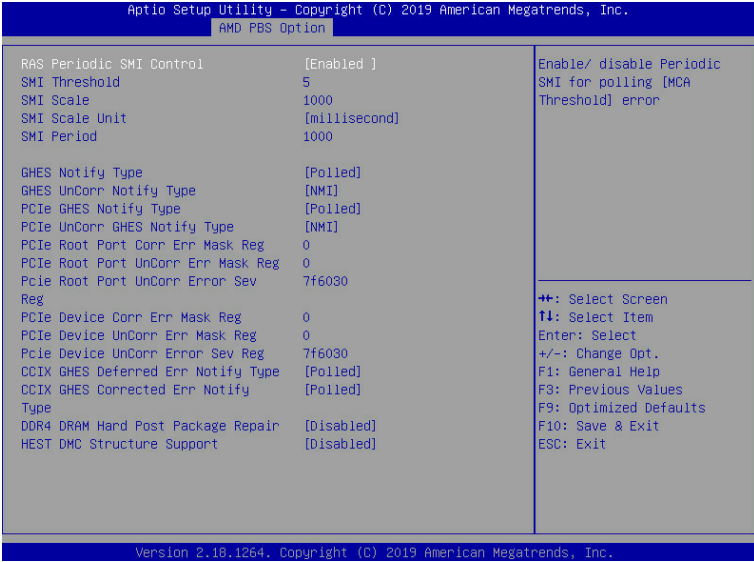 Aptio Setup Utility – Copyright (C) 2019 American Megatrends, Inc.
AMD PBS Option
RAS Periodic SMI Control [Enabled ]
SMI Threshold 5
SMI Scale 1000
SMI Scale Unit [millisecond]
SMI Period 1000
GHES Notify Type [Polled]
GHES UnCorr Notify Type [NMI]
PCIe GHES Notify Type [Polled]
PCIe UnCorr GHES Notify Type [NMI]
PCIe Root Port Corr Err Mask Reg 0
PCIe Root Port UnCorr Err Mask Reg 0
Pcie Root Port UnCorr Error Sev 7f6030
Reg
PCIe Device Corr Err Mask Reg 0
PCIe Device UnCorr Err Mask Reg 0
Pcie Device UnCorr Error Sev Reg 7f6030
CCIX GHES Deferred Err Notify Type [Polled]
CCIX GHES Corrected Err Notify [Polled]
Type
DDR4 DRAM Hard Post Package Repair [Disabled]
HEST DMC Structure Support [Disabled]
Enable/ disable Periodic
SMI for polling [MCA
Threshold] error
→←: Select Screen
↑↓: Select Item
Enter: Select
+/-: Change Opt.
F1: General Help
F3: Previous Values
F9: Optimized Defaults
F10: Save & Exit
ESC: Exit
Version 2.18.1264. Copyright (C) 2019 American Megatrends, Inc.